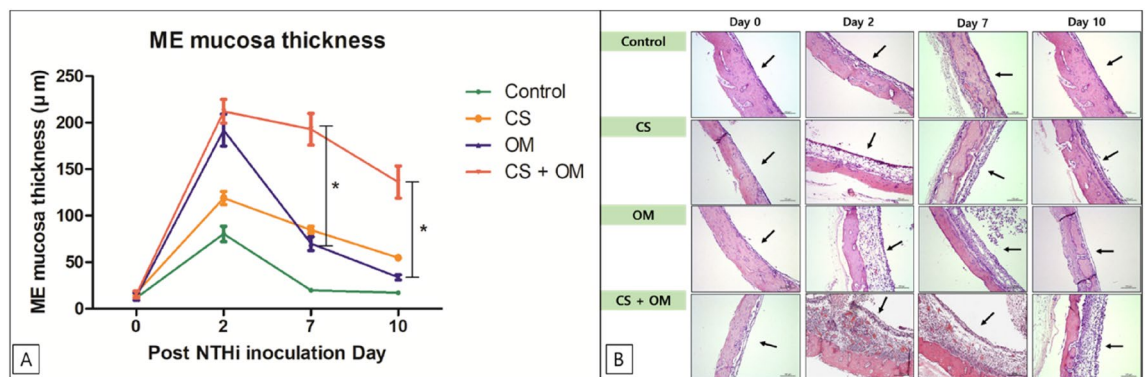 ME mucosa thickness
ME mucosa thickness (μm)
250
200
150
100
50
0
0 2 7 10
Post NTHi inoculation Day
Control
CS
OM
CS + OM
*
*
A
Day 0 Day 2 Day 7 Day 10
Control
CS
OM
CS + OM
B